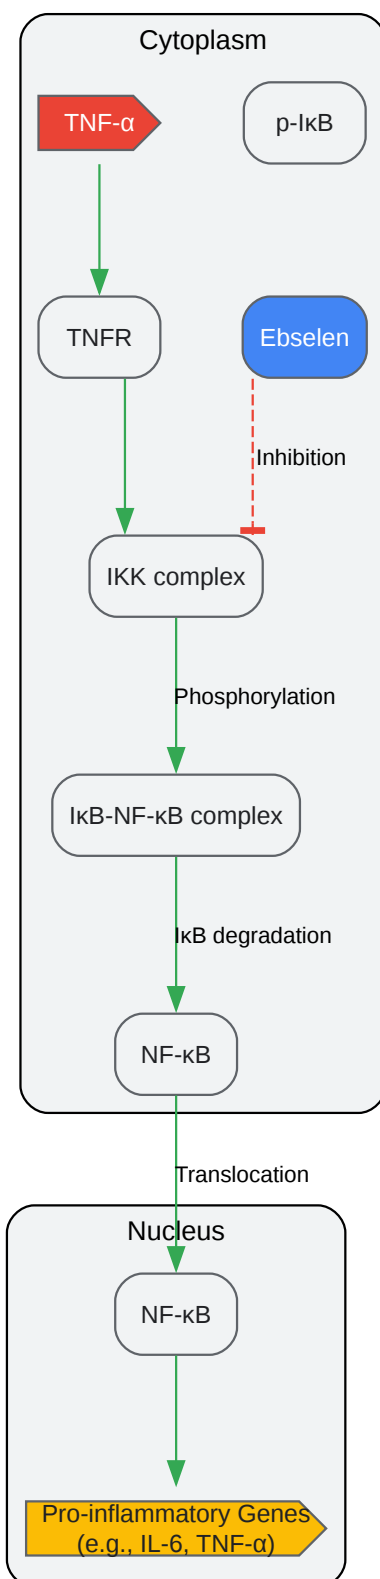 Cytoplasm
TNF-α
p-IκB
TNFR
Ebselen
Inhibition
IKK complex
Phosphorylation
IκB-NF-κB complex
IκB degradation
NF-κB
Translocation
Nucleus
NF-κB
Pro-inflammatory Genes
(e.g., IL-6, TNF-α)